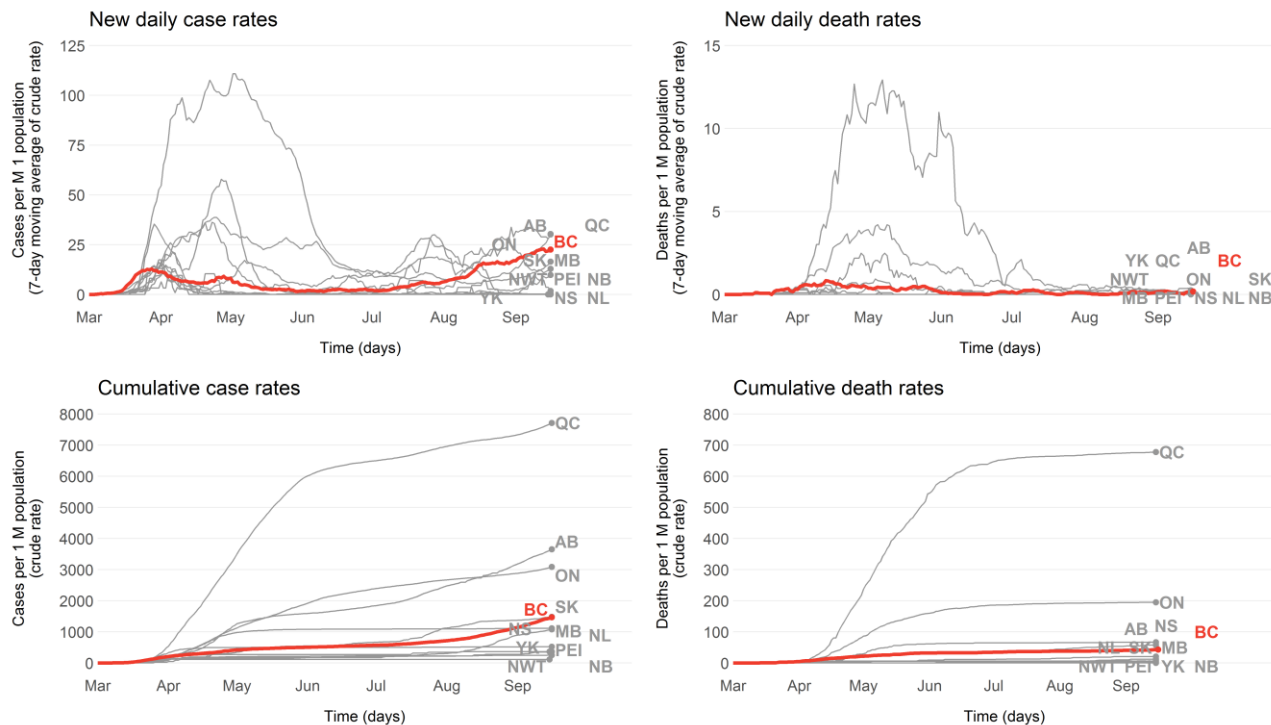 New daily case rates
Cases per M 1 population
(7-day moving average of crude rate)
125
100
75
50
25
0
AB QC
ON BC
SK MB
NWT PEI NB
YK NS NL
Mar Apr May Jun Jul Aug Sep
Time (days)
New daily death rates
Deaths per 1 M population
(7-day moving average of crude rate)
15
10
5
0
AB
YK QC BC
NWT ON SK
MB PEI NS NL NB
Mar Apr May Jun Jul Aug Sep
Time (days)
Cumulative case rates
Cases per 1 M population
(crude rate)
8000
7000
6000
5000
4000
3000
2000
1000
0
QC
AB
ON
BC SK
NS MB NL
YK PEI
NWT NB
Mar Apr May Jun Jul Aug Sep
Time (days)
Cumulative death rates
Deaths per 1 M population
(crude rate)
800
700
600
500
400
300
200
100
0
QC
ON
AB NS
BC
NL SK MB
NWT PEI YK NB
Mar Apr May Jun Jul Aug Sep
Time (days)